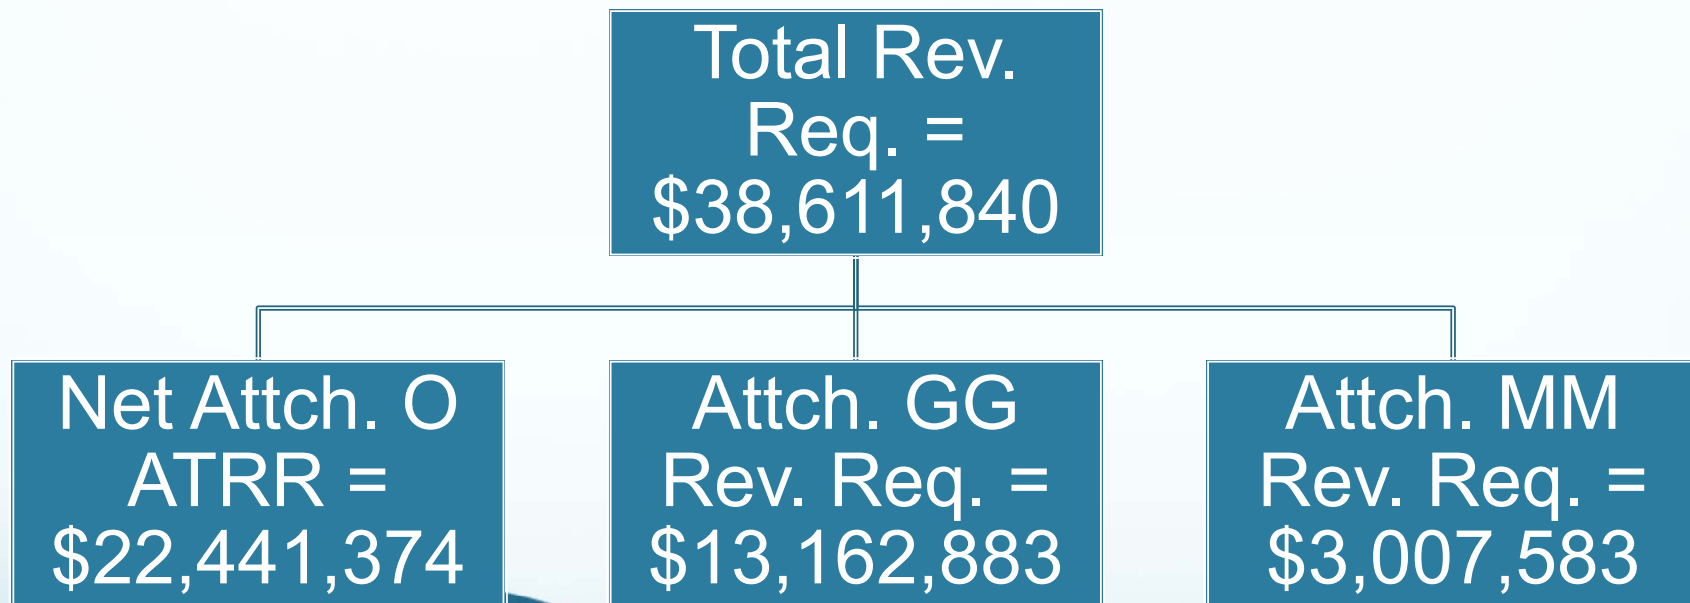 Total Rev.
Req. =
$38,611,840
Net Attch. O
ATRR =
$22,441,374
Attch. GG
Rev. Req. =
$13,162,883
Attch. MM
Rev. Req. =
$3,007,583